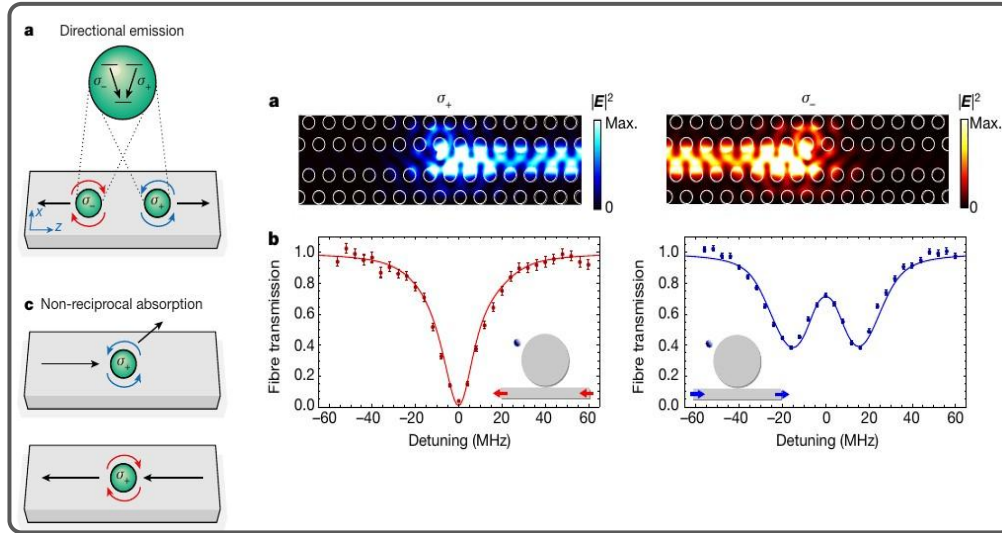 a Directional emission
σ₋ σ₊
σ₋ σ₊
x
z
c Non-reciprocal absorption
σ₊
σ₊
a σ₊ |E|² σ₋ |E|²
Max. Max.
0 0
b
Fibre transmission
1.0
0.8
0.6
0.4
0.2
0.0
−60 −40 −20 0 20 40 60
Detuning (MHz)
Fibre transmission
1.0
0.8
0.6
0.4
0.2
0.0
−60 −40 −20 0 20 40 60
Detuning (MHz)